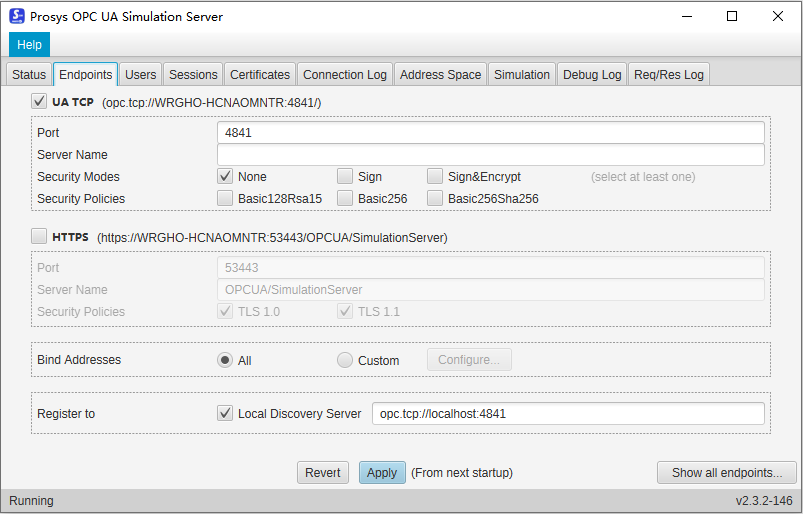 Prosys OPC UA Simulation Server
Help
Status Endpoints Users Sessions Certificates Connection Log Address Space Simulation Debug Log Req/Res Log
UA TCP (opc.tcp://WRGHO-HCNAOMNTR:4841/)
Port 4841
Server Name
Security Modes None Sign Sign&Encrypt (select at least one)
Security Policies Basic128Rsa15 Basic256 Basic256Sha256
HTTPS (https://WRGHO-HCNAOMNTR:53443/OPCUA/SimulationServer)
Port 53443
Server Name OPCUA/SimulationServer
Security Policies TLS 1.0 TLS 1.1
Bind Addresses All Custom Configure...
Register to Local Discovery Server opc.tcp://localhost:4841
Revert Apply (From next startup) Show all endpoints...
Running v2.3.2-146